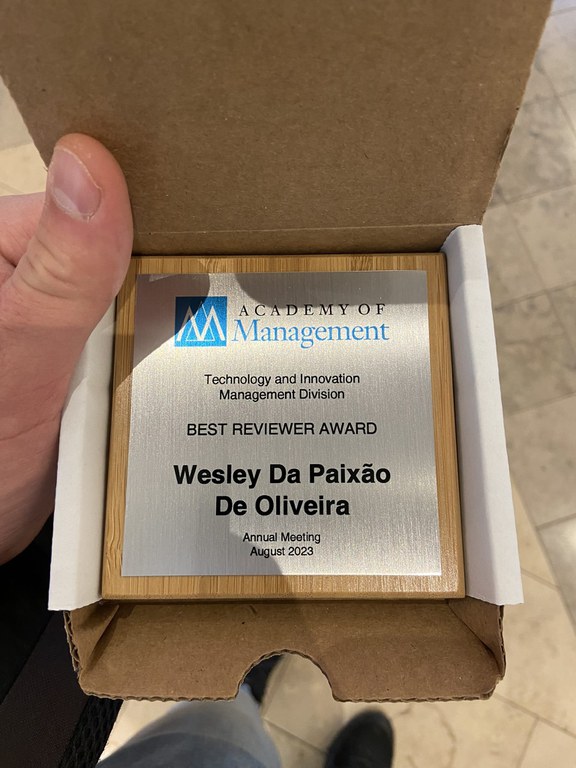 ACADEMY OF
Management
Technology and Innovation
Management Division
BEST REVIEWER AWARD
Wesley Da Paixão
De Oliveira
Annual Meeting
August 2023